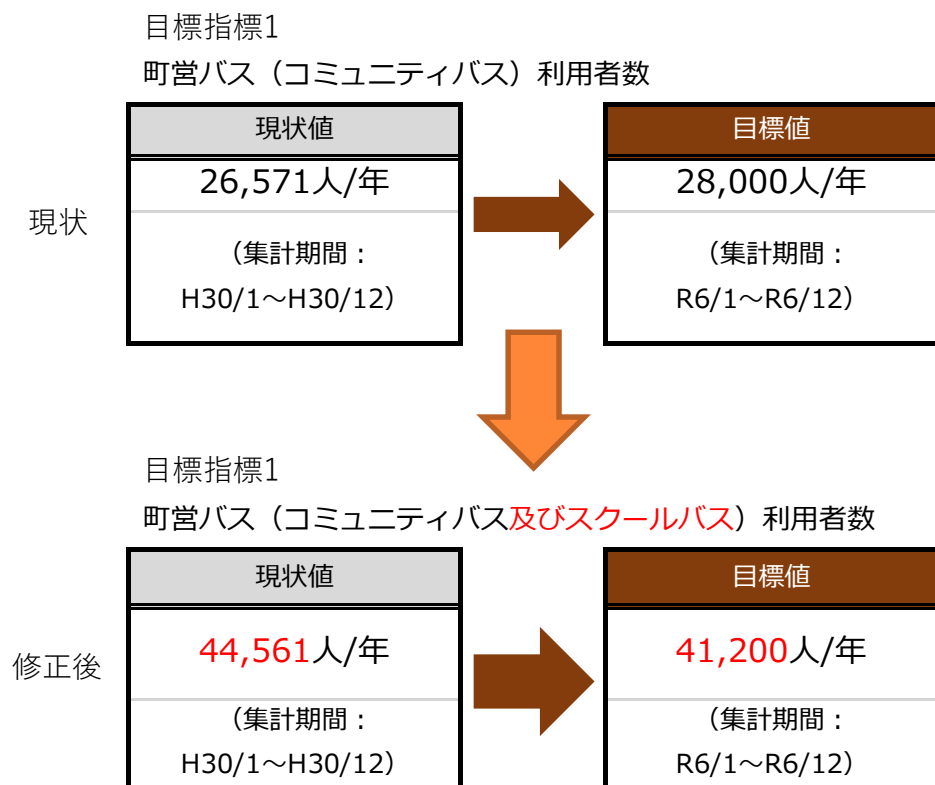 目標指標1
町営バス（コミュニティバス）利用者数
現状値
目標値
現状
26,571人/年
28,000人/年
（集計期間：
H30/1～H30/12）
（集計期間：
R6/1～R6/12）
目標指標1
町営バス（コミュニティバス及びスクールバス）利用者数
現状値
目標値
修正後
44,561人/年
41,200人/年
（集計期間：
H30/1～H30/12）
（集計期間：
R6/1～R6/12）